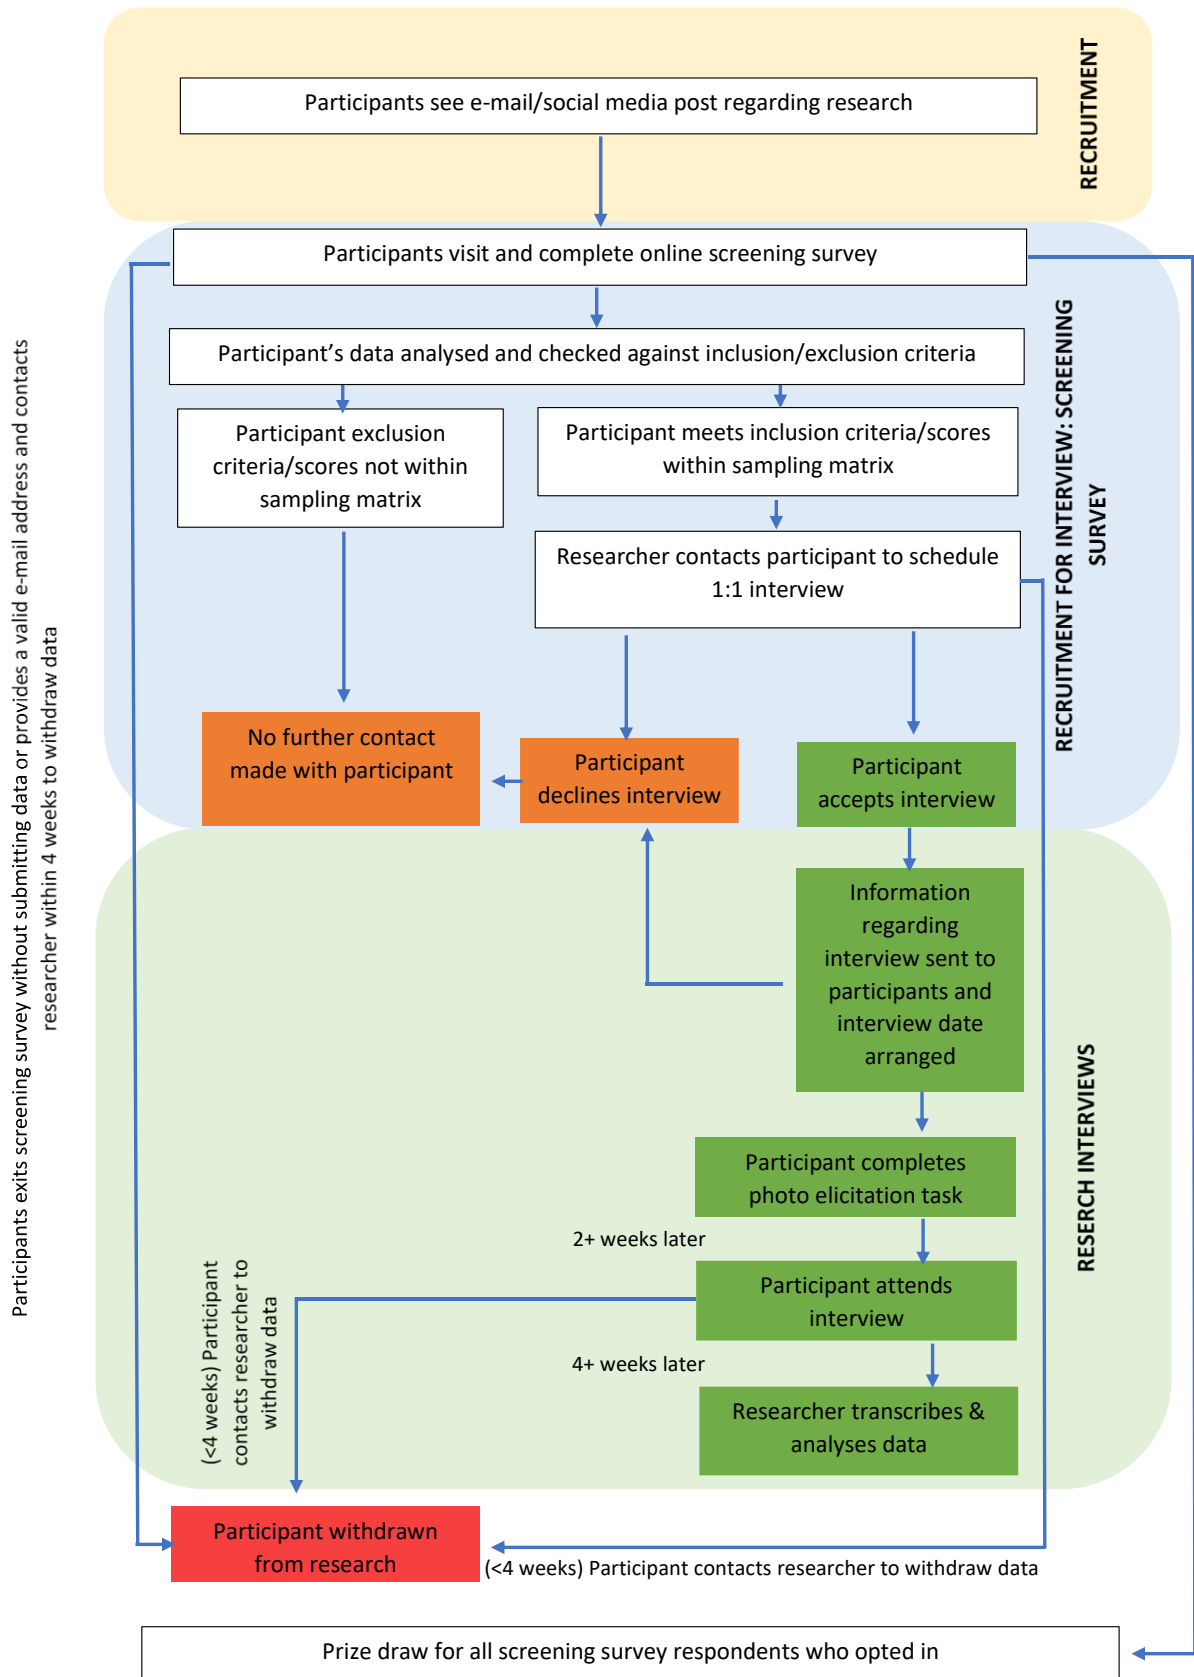 RECRUITMENT
Participants see e-mail/social media post regarding research
Participants visit and complete online screening survey
Participant’s data analysed and checked against inclusion/exclusion criteria
Participant exclusion
criteria/scores not within
sampling matrix
Participant meets inclusion criteria/scores
within sampling matrix
Researcher contacts participant to schedule
1:1 interview
RECRUITMENT FOR INTERVIEW: SCREENING
SURVEY
No further contact
made with participant
Participant
declines interview
Participant
accepts interview
Participants exits screening survey without submitting data or provides a valid e-mail address and contacts
researcher within 4 weeks to withdraw data
Information
regarding
interview sent to
participants and
interview date
arranged
RESERCH INTERVIEWS
Participant completes
photo elicitation task
2+ weeks later
Participant attends
interview
4+ weeks later
Researcher transcribes &
analyses data
(<4 weeks) Participant
contacts researcher to
withdraw data
Participant withdrawn
from research
(<4 weeks) Participant contacts researcher to withdraw data
Prize draw for all screening survey respondents who opted in